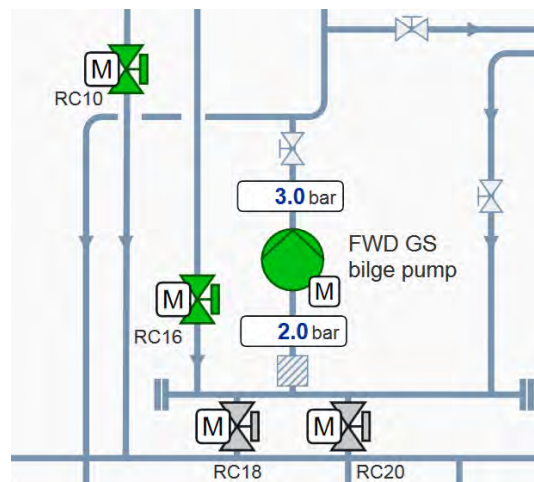 M
RC10
3.0 bar
FWD GS
bilge pump
M
M
RC16
2.0 bar
M
M
RC18
RC20